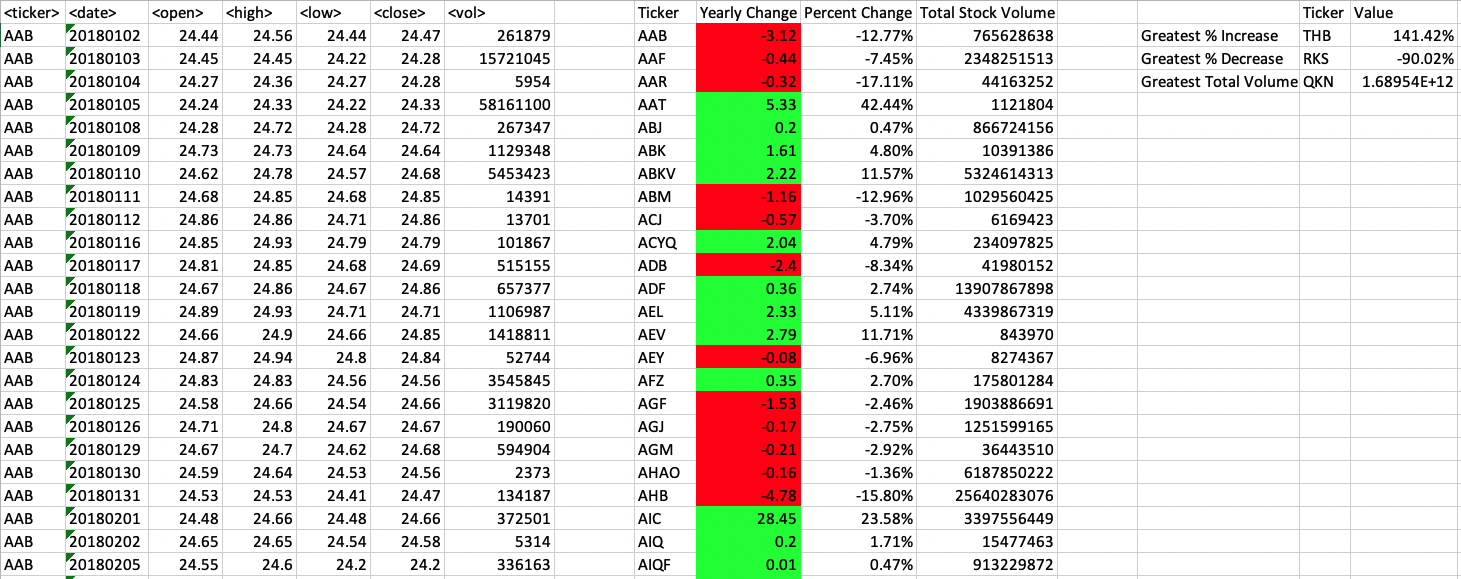 <ticker> <date> <open> <high> <low> <close> <vol> Ticker Yearly Change Percent Change Total Stock Volume Ticker Value
AAB 20180102 24.44 24.56 24.44 24.47 261879 AAB -3.12 -12.77% 765628638 Greatest % Increase THB 141.42%
AAB 20180103 24.45 24.45 24.22 24.28 15721045 AAF -0.44 -7.45% 2348251513 Greatest % Decrease RKS -90.02%
AAB 20180104 24.27 24.36 24.27 24.28 5954 AAR -0.32 -17.11% 44163252 Greatest Total Volume QKN 1.68954E+12
AAB 20180105 24.24 24.33 24.22 24.33 58161100 AAT 5.33 42.44% 1121804
AAB 20180108 24.28 24.72 24.28 24.72 267347 ABJ 0.2 0.47% 866724156
AAB 20180109 24.73 24.73 24.64 24.64 1129348 ABK 1.61 4.80% 10391386
AAB 20180110 24.62 24.78 24.57 24.68 5453423 ABKV 2.22 11.57% 5324614313
AAB 20180111 24.68 24.85 24.68 24.85 14391 ABM -1.16 -12.96% 1029560425
AAB 20180112 24.86 24.86 24.71 24.86 13701 ACJ -0.57 -3.70% 6169423
AAB 20180116 24.85 24.93 24.79 24.79 101867 ACYQ 2.04 4.79% 234097825
AAB 20180117 24.81 24.85 24.68 24.69 515155 ADB -2.4 -8.34% 41980152
AAB 20180118 24.67 24.86 24.67 24.86 657377 ADF 0.36 2.74% 13907867898
AAB 20180119 24.89 24.93 24.71 24.71 1106987 AEL 2.33 5.11% 4339867319
AAB 20180122 24.66 24.9 24.66 24.85 1418811 AEV 2.79 11.71% 843970
AAB 20180123 24.87 24.94 24.8 24.84 52744 AEY -0.08 -6.96% 8274367
AAB 20180124 24.83 24.83 24.56 24.56 3545845 AFZ 0.35 2.70% 175801284
AAB 20180125 24.58 24.66 24.54 24.66 3119820 AGF -1.53 -2.46% 1903886691
AAB 20180126 24.71 24.8 24.67 24.67 190060 AGJ -0.17 -2.75% 1251599165
AAB 20180129 24.67 24.7 24.62 24.68 594904 AGM -0.21 -2.92% 36443510
AAB 20180130 24.59 24.64 24.53 24.56 2373 AHAO -0.16 -1.36% 6187850222
AAB 20180131 24.53 24.53 24.41 24.47 134187 AHB -4.78 -15.80% 25640283076
AAB 20180201 24.48 24.66 24.48 24.66 372501 AIC 28.45 23.58% 3397556449
AAB 20180202 24.65 24.65 24.54 24.58 5314 AIQ 0.2 1.71% 15477463
AAB 20180205 24.55 24.6 24.2 24.2 336163 AIQF 0.01 0.47% 913229872